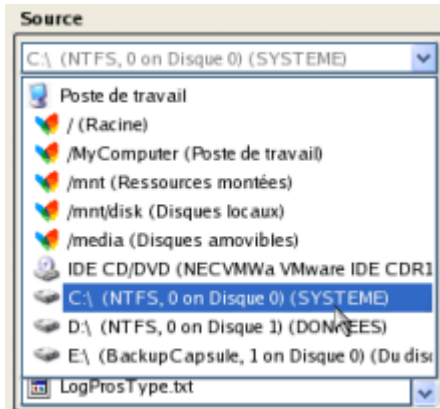 Source
C:\ (NTFS, 0 on Disque 0) (SYSTEME)
Poste de travail
/ (Racine)
/MyComputer (Poste de travail)
/mnt (Ressources montées)
/mnt/disk (Disques locaux)
/media (Disques amovibles)
IDE CD/DVD (NECVMWa VMware IDE CDR1
C:\ (NTFS, 0 on Disque 0) (SYSTEME)
D:\ (NTFS, 0 on Disque 1) (DONNEES)
E:\ (BackupCapsule, 1 on Disque 0) (Du disq
LogProsType.txt